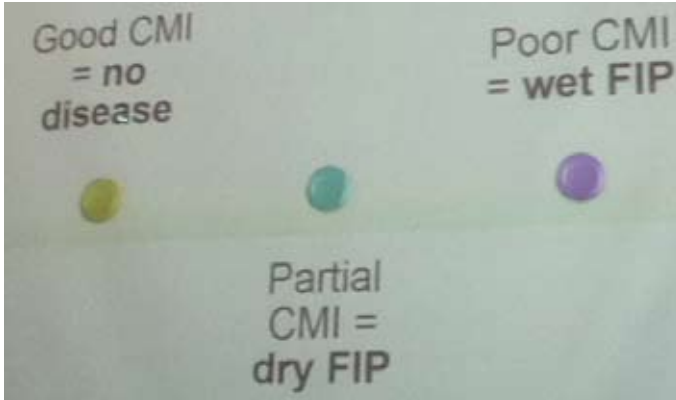 Good CMI
= no
disease
Poor CMI
= wet FIP
Partial
CMI =
dry FIP